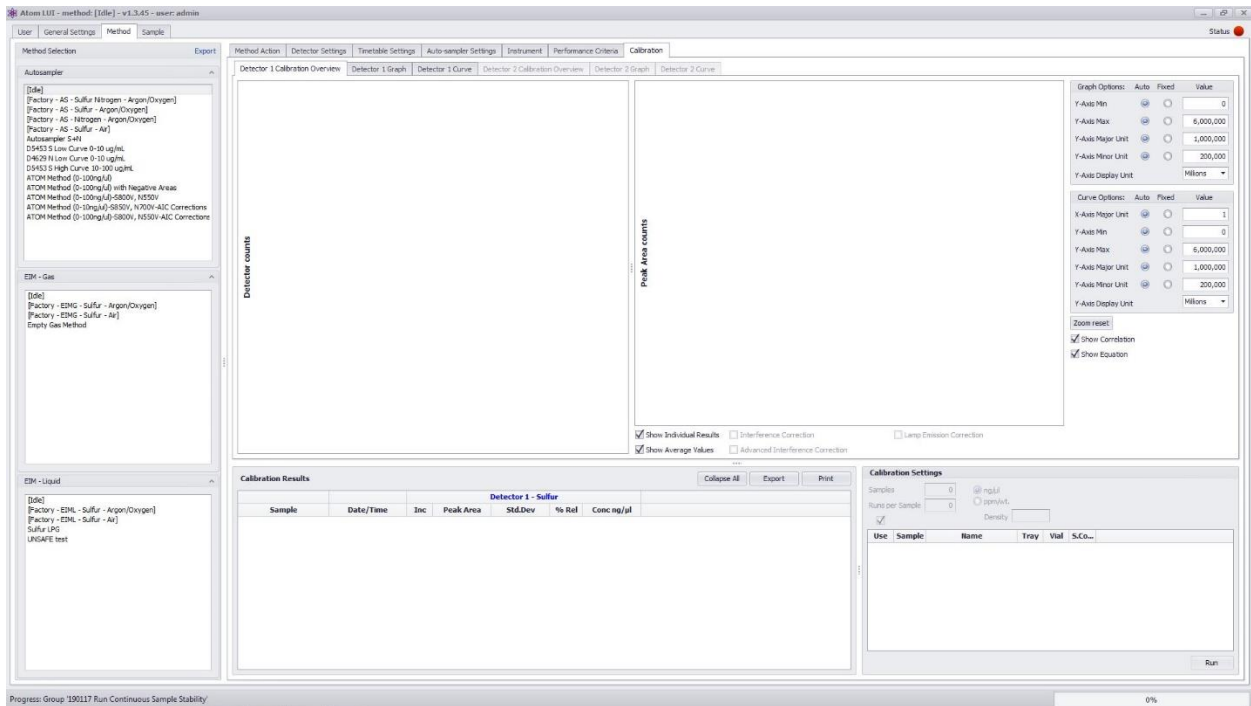 Atom LUI - method: [Idle] - v1.3.45 - user: admin
User General Settings Method Sample Status
Method Selection Export
Autosampler
[Idle]
[Factory - AS - Sulfur Nitrogen - Argon/Oxygen]
[Factory - AS - Sulfur - Argon/Oxygen]
[Factory - AS - Nitrogen - Argon/Oxygen]
[Factory - AS - Sulfur - Air]
Autosampler S+N
D5453 S Low Curve 0-10 ug/mL
D4629 N Low Curve 0-10 ug/mL
D5453 S High Curve 10-100 ug/mL
ATOM Method (0-100ng/ul)
ATOM Method (0-100ng/ul) with Negative Areas
ATOM Method (0-100ng/ul)-S800V, N550V
ATOM Method (0-10ng/ul)-S850V, N700V-AIC Corrections
ATOM Method (0-100ng/ul)-S800V, N550V-AIC Corrections
EIM - Gas
[Idle]
[Factory - EIMG - Sulfur - Argon/Oxygen]
[Factory - EIMG - Sulfur - Air]
Empty Gas Method
EIM - Liquid
[Idle]
[Factory - EIML - Sulfur - Argon/Oxygen]
[Factory - EIML - Sulfur - Air]
Sulfur LPG
UNSAFE test
Method Action Detector Settings Timetable Settings Auto-sampler Settings Instrument Performance Criteria Calibration
Detector 1 Calibration Overview Detector 1 Graph Detector 1 Curve Detector 2 Calibration Overview Detector 2 Graph Detector 2 Curve
Detector counts
Peak Area counts
Show Individual Results Interference Correction Lamp Emission Correction
Show Average Values Advanced Interference Correction
Graph Options: Auto Fixed Value
Y-Axis Min 0
Y-Axis Max 6,000,000
Y-Axis Major Unit 1,000,000
Y-Axis Minor Unit 200,000
Y-Axis Display Unit Millions
Curve Options: Auto Fixed Value
X-Axis Major Unit 1
Y-Axis Min 0
Y-Axis Max 6,000,000
Y-Axis Major Unit 1,000,000
Y-Axis Minor Unit 200,000
Y-Axis Display Unit Millions
Zoom reset
Show Correlation
Show Equation
Calibration Results Collapse All Export Print
Detector 1 - Sulfur
Sample Date/Time Inc Peak Area Std.Dev % Rel Conc ng/µl
Calibration Settings
Samples 0 ng/µl
Runs per Sample 0 ppm/wt.
Density
Use Sample Name Tray Vial S.Co...
Run
Progress: Group '190117 Run Continuous Sample Stability' 0%